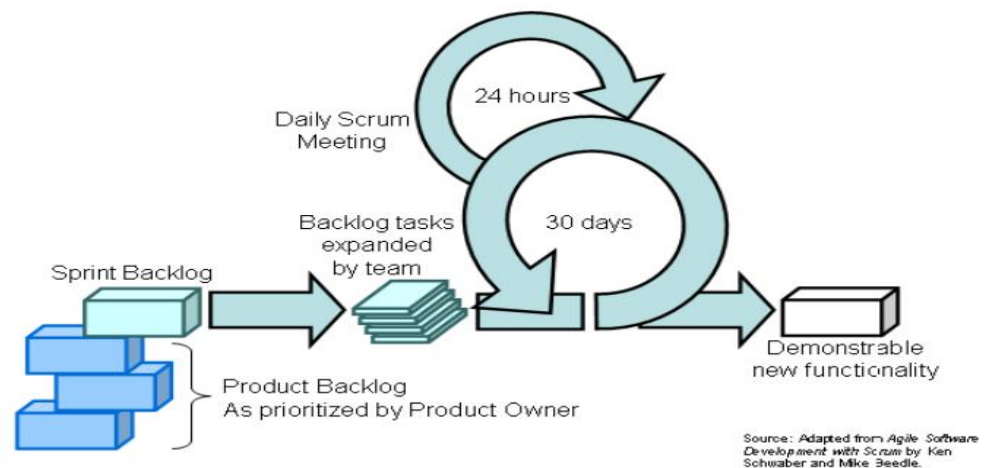 24 hours
Daily Scrum
Meeting
Backlog tasks
expanded
by team
30 days
Sprint Backlog
Demonstrable
new functionality
Product Backlog
As prioritized by Product Owner
Source: Adapted from Agile Software
Development with Scrum by Ken
Schwaber and Mike Beedle.